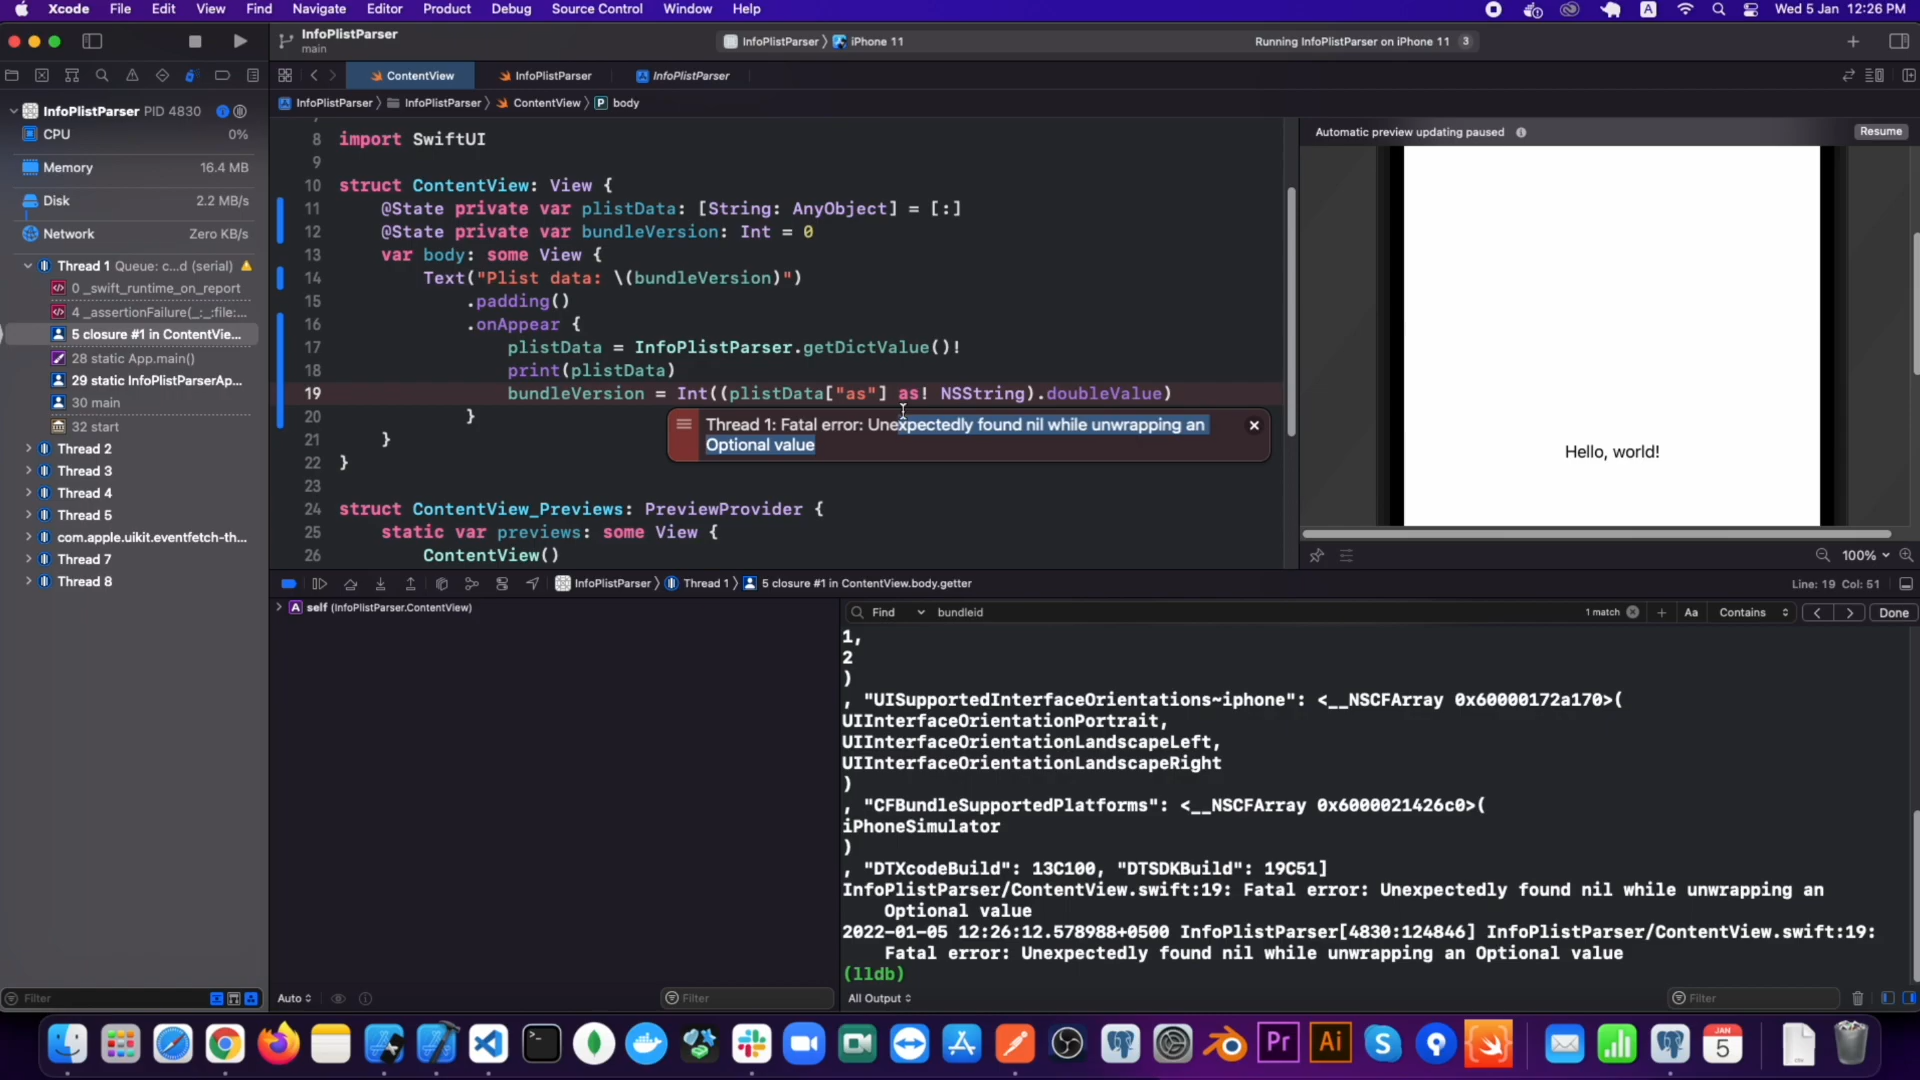 Xcode File Edit View Find Navigate Editor Product Debug Source Control Window Help
A
Wed 5 Jan 12:26 PM
InfoPlistParser
main
InfoPlistParser
iPhone 11
Running InfoPlistParser on iPhone 11
3
ContentView
InfoPlistParser
InfoPlistParser
InfoPlistParser
InfoPlistParser
ContentView
P body
InfoPlistParser PID 4830
CPU 0%
Memory 16.4 MB
Disk 2.2 MB/s
Network Zero KB/s
Thread 1 Queue: c...d (serial)
0 _swift_runtime_on_report
4 _assertionFailure(_:_:file:...
5 closure #1 in ContentVie...
28 static App.main()
29 static InfoPlistParserAp...
30 main
32 start
Thread 2
Thread 3
Thread 4
Thread 5
com.apple.uikit.eventfetch-th...
Thread 7
Thread 8
Filter
8 import SwiftUI
9
10 struct ContentView: View {
11 @State private var plistData: [String: AnyObject] = [:]
12 @State private var bundleVersion: Int = 0
13 var body: some View {
14 Text("Plist data: \(bundleVersion)")
15 .padding()
16 .onAppear {
17 plistData = InfoPlistParser.getDictValue()!
18 print(plistData)
19 bundleVersion = Int((plistData["as"] as! NSString).doubleValue)
Thread 1: Fatal error: Unexpectedly found nil while unwrapping an
Optional value
20 }
21 }
22 }
23
24 struct ContentView_Previews: PreviewProvider {
25 static var previews: some View {
26 ContentView()
Automatic preview updating paused
Resume
Hello, world!
100%
InfoPlistParser
Thread 1
5 closure #1 in ContentView.body.getter
Line: 19 Col: 51
A self (InfoPlistParser.ContentView)
Auto
Filter
Find
bundleid
1 match
Aa
Contains
Done
1,
2
)
, "UISupportedInterfaceOrientations~iphone": <__NSCFArray 0x60000172a170>(
UIInterfaceOrientationPortrait,
UIInterfaceOrientationLandscapeLeft,
UIInterfaceOrientationLandscapeRight
)
, "CFBundleSupportedPlatforms": <__NSCFArray 0x6000021426c0>(
iPhoneSimulator
)
, "DTXcodeBuild": 13C100, "DTSDKBuild": 19C51]
InfoPlistParser/ContentView.swift:19: Fatal error: Unexpectedly found nil while unwrapping an
Optional value
2022-01-05 12:26:12.578988+0500 InfoPlistParser[4830:124846] InfoPlistParser/ContentView.swift:19:
Fatal error: Unexpectedly found nil while unwrapping an Optional value
(lldb)
All Output
Filter
Pr
Ai
JAN
5